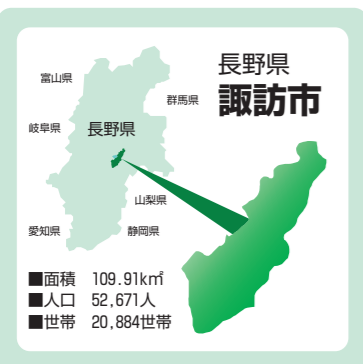 長野県
諏訪市
富山県
群馬県
岐阜県
長野県
山梨県
愛知県
静岡県
■面積 109.91k㎡
■人口 52,671人
■世帯 20,884世帯